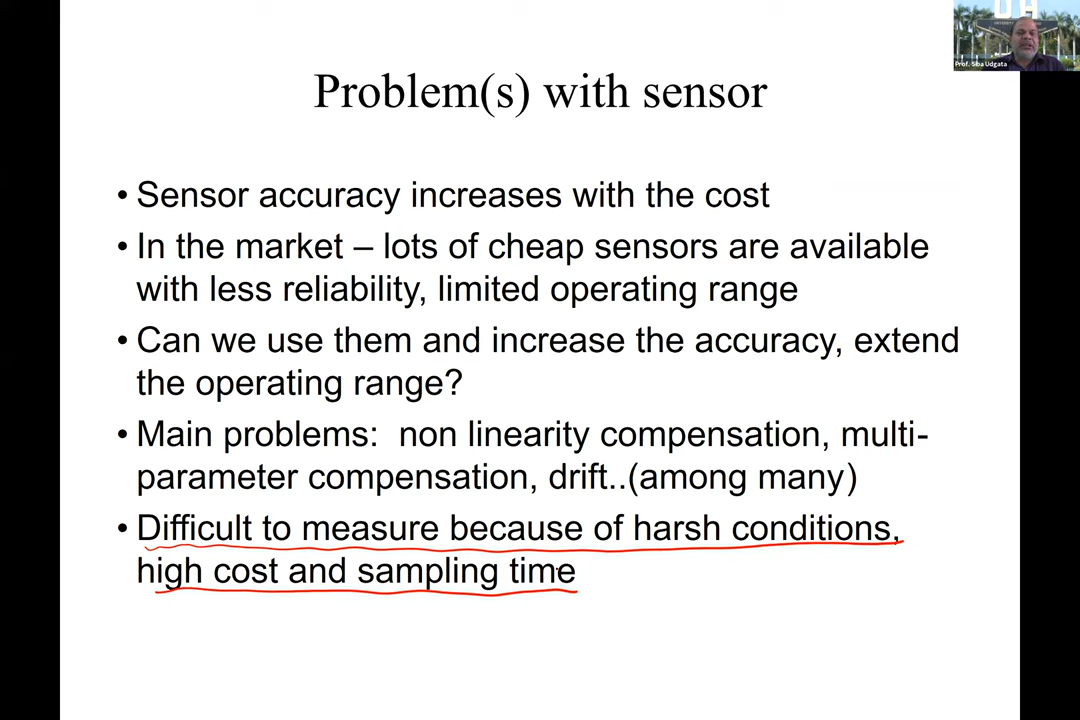 Prof. Siba Udgata
Problem(s) with sensor
• Sensor accuracy increases with the cost
• In the market – lots of cheap sensors are available
with less reliability, limited operating range
• Can we use them and increase the accuracy, extend
the operating range?
• Main problems:  non linearity compensation, multi-
parameter compensation, drift..(among many)
• Difficult to measure because of harsh conditions,
high cost and sampling time